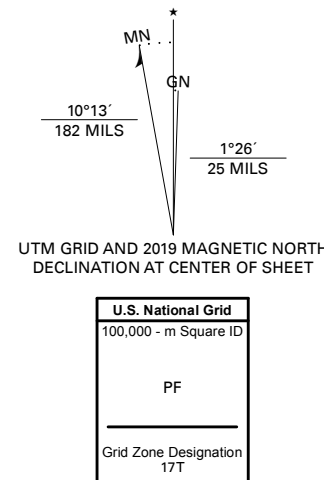 ★
MN
GN
10°13´
182 MILS
1°26´
25 MILS
UTM GRID AND 2019 MAGNETIC NORTH
DECLINATION AT CENTER OF SHEET
U.S. National Grid
100,000 - m Square ID
PF
Grid Zone Designation
17T